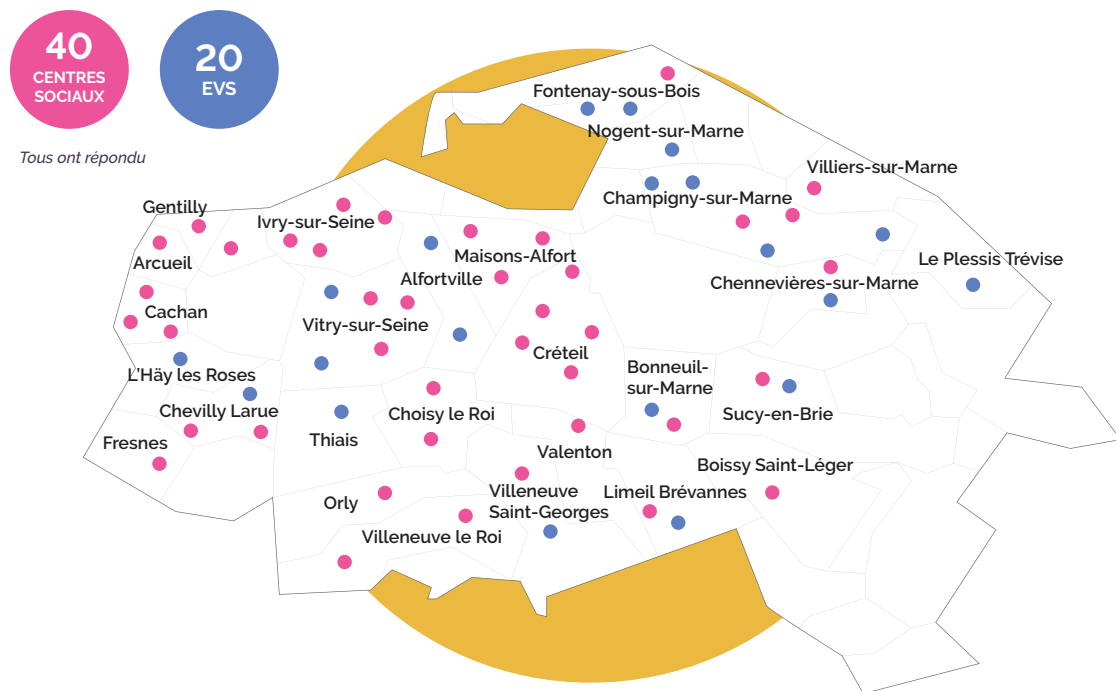 40
CENTRES
SOCIAUX
20
EVS
Tous ont répondu
Fontenay-sous-Bois
Nogent-sur-Marne
Villiers-sur-Marne
Champigny-sur-Marne
Gentilly
Ivry-sur-Seine
Arcueil
Maisons-Alfort
Le Plessis Trévise
Alfortville
Chennevières-sur-Marne
Cachan
Vitry-sur-Seine
Créteil
L'Häy les Roses
Bonneuil-
sur-Marne
Chevilly Larue
Choisy le Roi
Sucy-en-Brie
Fresnes
Thiais
Valenton
Boissy Saint-Léger
Orly
Villeneuve
Saint-Georges
Limeil Brévannes
Villeneuve le Roi